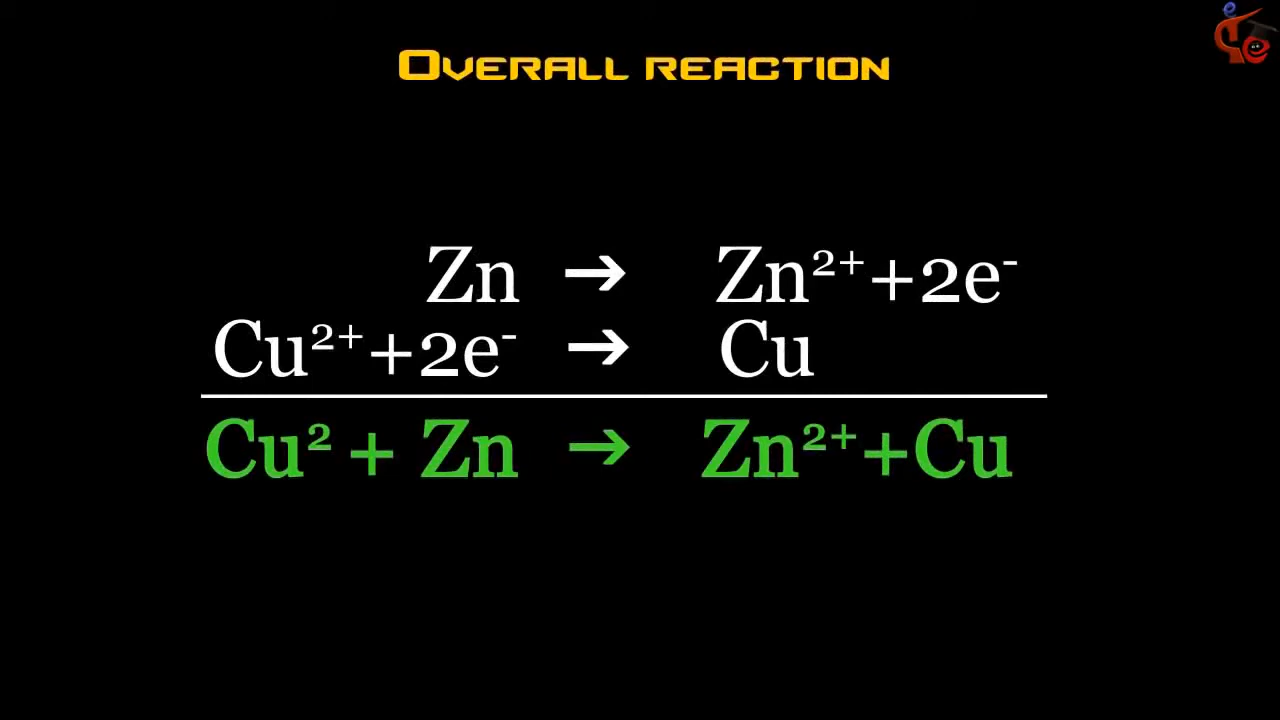 OVERALL REACTION
Zn → Zn²⁺+2e⁻
Cu²⁺+2e⁻ → Cu
Cu² + Zn → Zn²⁺+Cu